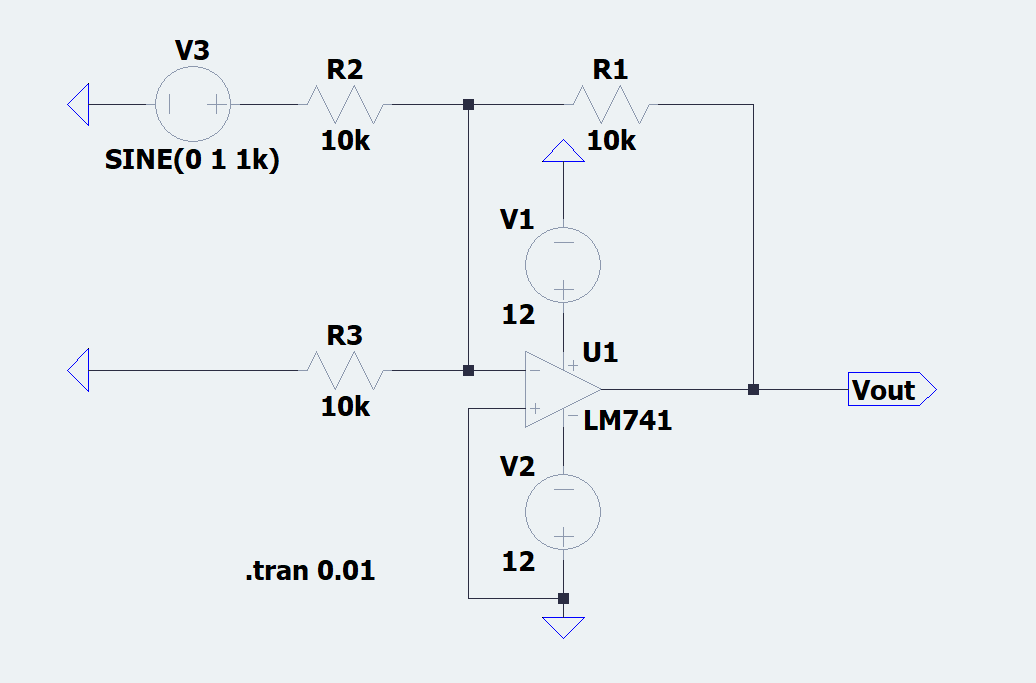 V3
R2
R1
10k
10k
SINE(0 1 1k)
V1
12
R3
U1
10k
LM741
Vout
V2
12
.tran 0.01